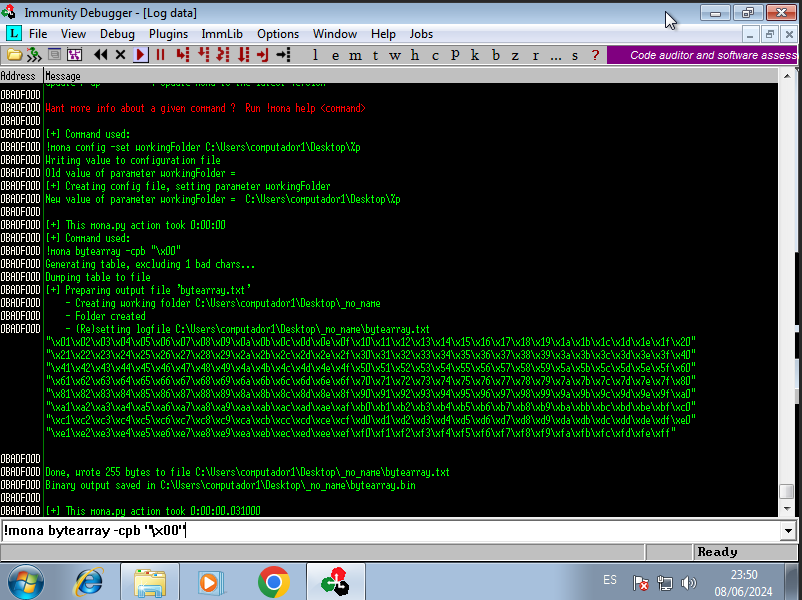 Immunity Debugger - [Log data]
L File View Debug Plugins ImmLib Options Window Help Jobs
l e m t w h c P k b z r ... s ? Code auditor and software assess
Address Message
0BADF00D Want more info about a given command ? Run !mona help <command>
0BADF00D
0BADF00D [+] Command used:
0BADF00D !mona config -set workingFolder C:\Users\computador1\Desktop\%p
0BADF00D Writing value to configuration file
0BADF00D Old value of parameter workingFolder =
0BADF00D [+] Creating config file, setting parameter workingFolder
0BADF00D New value of parameter workingFolder = C:\Users\computador1\Desktop\%p
0BADF00D
0BADF00D [+] This mona.py action took 0:00:00
0BADF00D [+] Command used:
0BADF00D !mona bytearray -cpb "\x00"
0BADF00D Generating table, excluding 1 bad chars...
0BADF00D Dumping table to file
0BADF00D [+] Preparing output file 'bytearray.txt'
0BADF00D - Creating working folder C:\Users\computador1\Desktop\_no_name
0BADF00D - Folder created
0BADF00D - (Re)setting logfile C:\Users\computador1\Desktop\_no_name\bytearray.txt
"\x01\x02\x03\x04\x05\x06\x07\x08\x09\x0a\x0b\x0c\x0d\x0e\x0f\x10\x11\x12\x13\x14\x15\x16\x17\x18\x19\x1a\x1b\x1c\x1d\x1e\x1f\x20"
"\x21\x22\x23\x24\x25\x26\x27\x28\x29\x2a\x2b\x2c\x2d\x2e\x2f\x30\x31\x32\x33\x34\x35\x36\x37\x38\x39\x3a\x3b\x3c\x3d\x3e\x3f\x40"
"\x41\x42\x43\x44\x45\x46\x47\x48\x49\x4a\x4b\x4c\x4d\x4e\x4f\x50\x51\x52\x53\x54\x55\x56\x57\x58\x59\x5a\x5b\x5c\x5d\x5e\x5f\x60"
"\x61\x62\x63\x64\x65\x66\x67\x68\x69\x6a\x6b\x6c\x6d\x6e\x6f\x70\x71\x72\x73\x74\x75\x76\x77\x78\x79\x7a\x7b\x7c\x7d\x7e\x7f\x80"
"\x81\x82\x83\x84\x85\x86\x87\x88\x89\x8a\x8b\x8c\x8d\x8e\x8f\x90\x91\x92\x93\x94\x95\x96\x97\x98\x99\x9a\x9b\x9c\x9d\x9e\x9f\xa0"
"\xa1\xa2\xa3\xa4\xa5\xa6\xa7\xa8\xa9\xaa\xab\xac\xad\xae\xaf\xb0\xb1\xb2\xb3\xb4\xb5\xb6\xb7\xb8\xb9\xba\xbb\xbc\xbd\xbe\xbf\xc0"
"\xc1\xc2\xc3\xc4\xc5\xc6\xc7\xc8\xc9\xca\xcb\xcc\xcd\xce\xcf\xd0\xd1\xd2\xd3\xd4\xd5\xd6\xd7\xd8\xd9\xda\xdb\xdc\xdd\xde\xdf\xe0"
"\xe1\xe2\xe3\xe4\xe5\xe6\xe7\xe8\xe9\xea\xeb\xec\xed\xee\xef\xf0\xf1\xf2\xf3\xf4\xf5\xf6\xf7\xf8\xf9\xfa\xfb\xfc\xfd\xfe\xff"
0BADF00D
0BADF00D Done, wrote 255 bytes to file C:\Users\computador1\Desktop\_no_name\bytearray.txt
0BADF00D Binary output saved in C:\Users\computador1\Desktop\_no_name\bytearray.bin
0BADF00D
0BADF00D [+] This mona.py action took 0:00:00.031000
!mona bytearray -cpb "\x00"
Ready
ES 23:50
08/06/2024